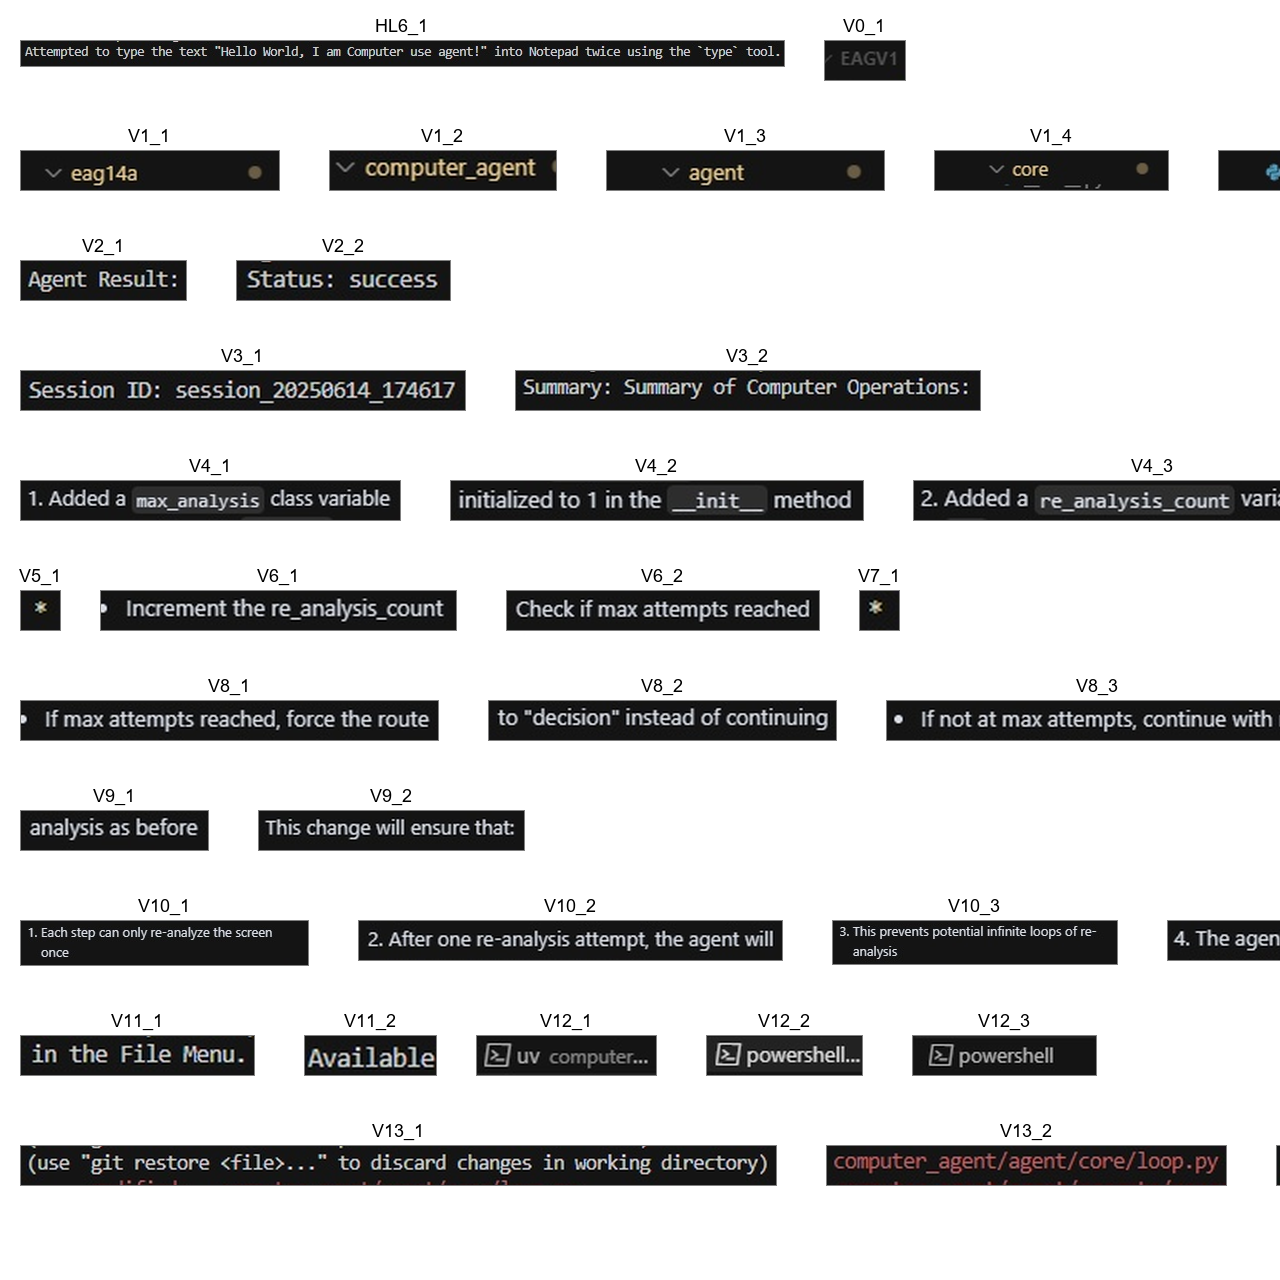 HL6_1 V0_1
Attempted to type the text "Hello World, I am Computer use agent!" into Notepad twice using the `type` tool. EAGV1
V1_1 V1_2 V1_3 V1_4
eag14a computer_agent agent core
V2_1 V2_2
Agent Result: Status: success
V3_1 V3_2
Session ID: session_20250614_174617 Summary: Summary of Computer Operations:
V4_1 V4_2 V4_3
1. Added a max_analysis class variable initialized to 1 in the __init__ method 2. Added a re_analysis_count
V5_1 V6_1 V6_2 V7_1
* • Increment the re_analysis_count Check if max attempts reached *
V8_1 V8_2 V8_3
• If max attempts reached, force the route to "decision" instead of continuing • If not at max attempts, continue with
V9_1 V9_2
analysis as before This change will ensure that:
V10_1 V10_2 V10_3
1. Each step can only re-analyze the screen
once
2. After one re-analysis attempt, the agent will
3. This prevents potential infinite loops of re-
analysis
4. The agen
V11_1 V11_2 V12_1 V12_2 V12_3
in the File Menu. Available uv computer... powershell... powershell
V13_1 V13_2
(use "git restore <file>..." to discard changes in working directory) computer_agent/agent/core/loop.py